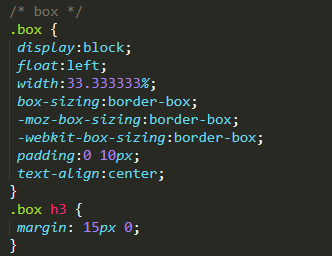 /* box */
.box {
display:block;
float:left;
width:33.333333%;
box-sizing:border-box;
-moz-box-sizing:border-box;
-webkit-box-sizing:border-box;
padding:0 10px;
text-align:center;
}
.box h3 {
margin: 15px 0;
}